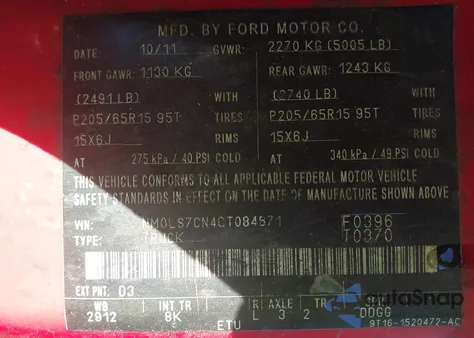 MFD. BY FORD MOTOR CO.
DATE: 10/11 GVWR: 2270 KG (5005 LB)
FRONT GAWR: 1130 KG REAR GAWR: 1243 KG
(2491 LB) WITH (2740 LB) WITH
P205/65R15 95T TIRES P205/65R15 95T TIRES
15X6J RIMS 15X6J RIMS
AT 275 kPa / 40 PSI COLD AT 340 kPa / 49 PSI COLD
THIS VEHICLE CONFORMS TO ALL APPLICABLE FEDERAL MOTOR VEHICLE
SAFETY STANDARDS IN EFFECT ON THE DATE OF MANUFACTURE SHOWN ABOVE.
VIN: NM0LS7CN4CT084671 F0396
TYPE: TRUCK T0370
EXT PNT: D3
WB INT TR AXLE TR
2912 8K L 3 2 DDGG
ETU 9T16-1520472-AC
AutoSnap